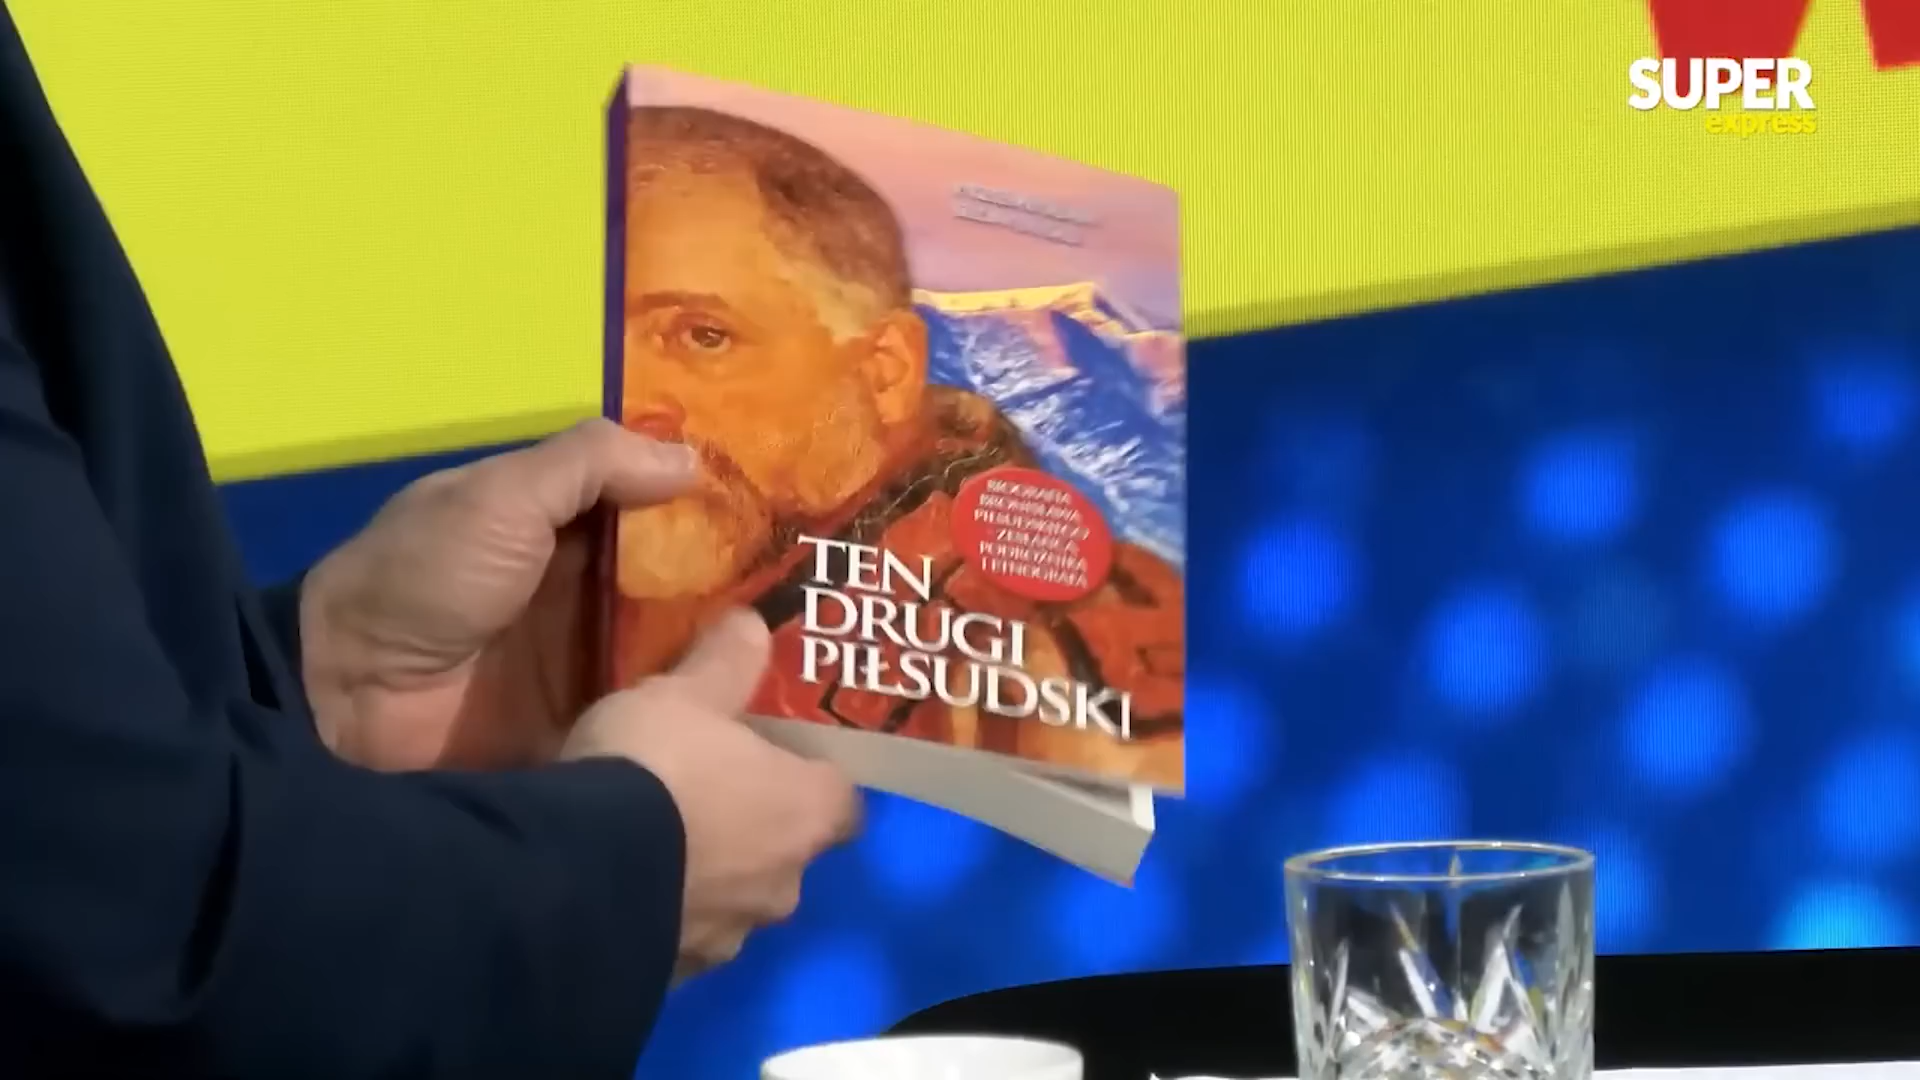 SUPER
express
BIOGRAFIA
BRONISŁAWA
PIŁSUDSKIEGO
ZESŁAŃCA,
PODRÓŻNIKA
I ETNOGRAFA
TEN
DRUGI
PIŁSUDSKI